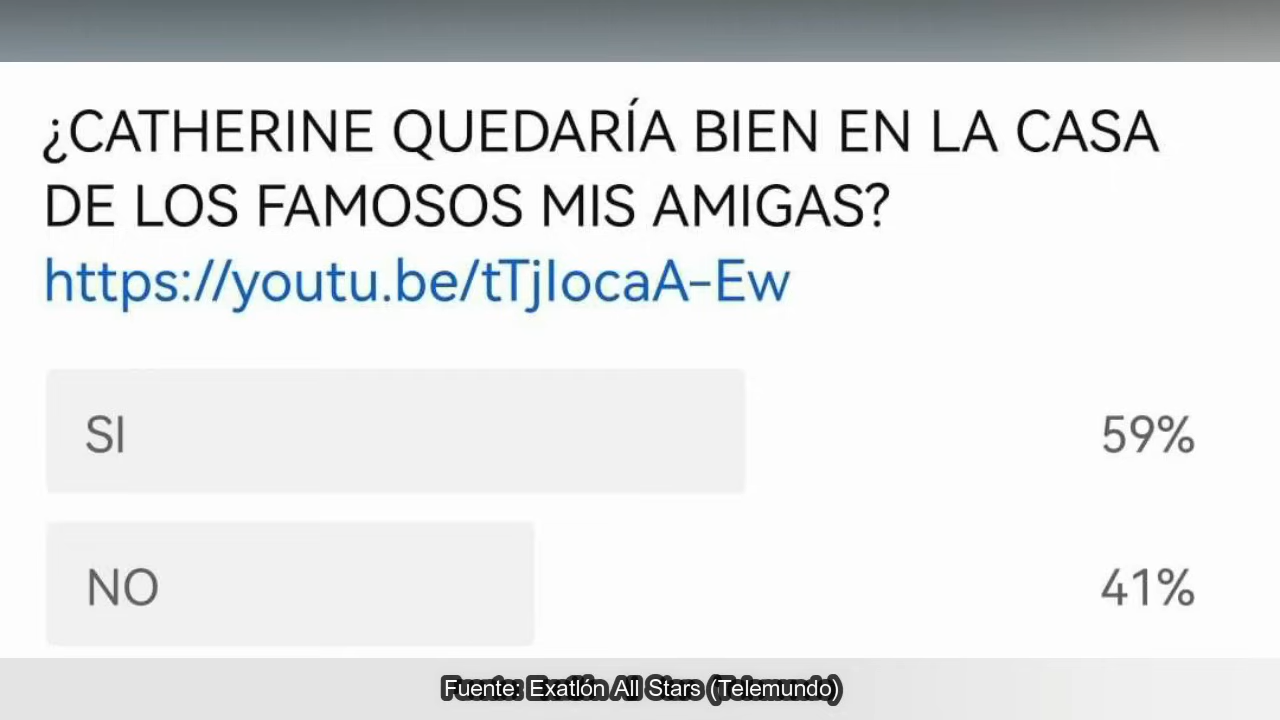 ¿CATHERINE QUEDARÍA BIEN EN LA CASA
DE LOS FAMOSOS MIS AMIGAS?
https://youtu.be/tTjIocaA-Ew
SI 59%
NO 41%
Fuente: Exatlón All Stars (Telemundo)